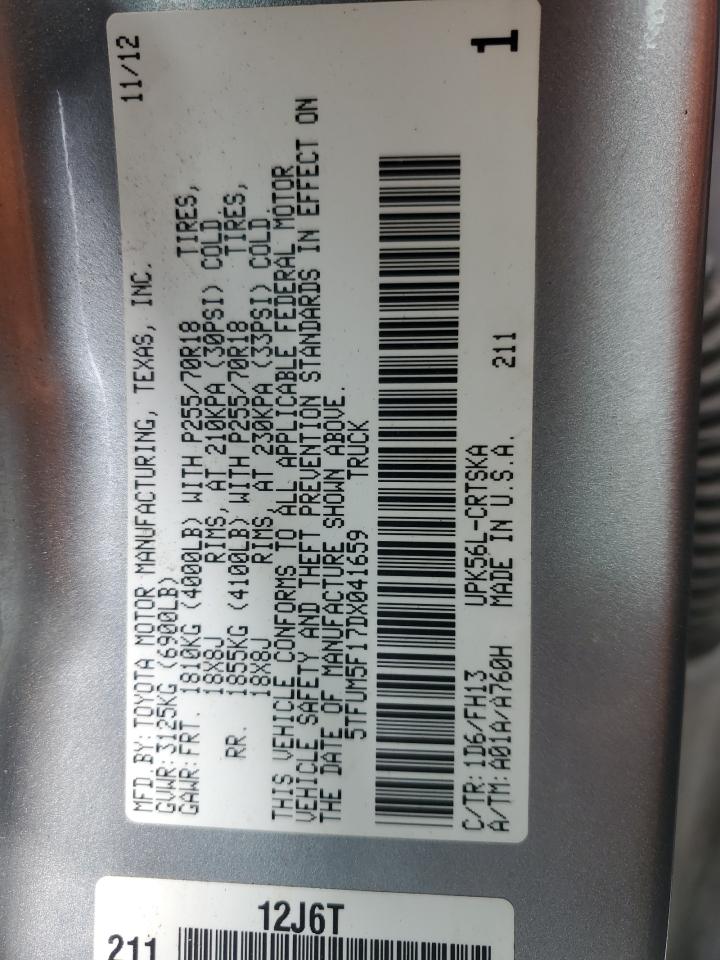 MFD. BY: TOYOTA MOTOR MANUFACTURING, TEXAS, INC. 11/12
GVWR: 3125KG (6900LB)
GAWR: FRT. 1810KG (4000LB) WITH P255/70R18 TIRES,
18X8J RIMS, AT 210KPA (30PSI) COLD.
RR. 1855KG (4100LB) WITH P255/70R18 TIRES,
18X8J RIMS AT 230KPA (33PSI) COLD.
THIS VEHICLE CONFORMS TO ALL APPLICABLE FEDERAL MOTOR
VEHICLE SAFETY AND THEFT PREVENTION STANDARDS IN EFFECT ON
THE DATE OF MANUFACTURE SHOWN ABOVE.
5TFUM5F17DX041659 TRUCK
C/TR: 1D6/FH13 UPK56L-CRTSKA
A/TM: A01A/A760H MADE IN U.S.A. 211
1
12J6T
211